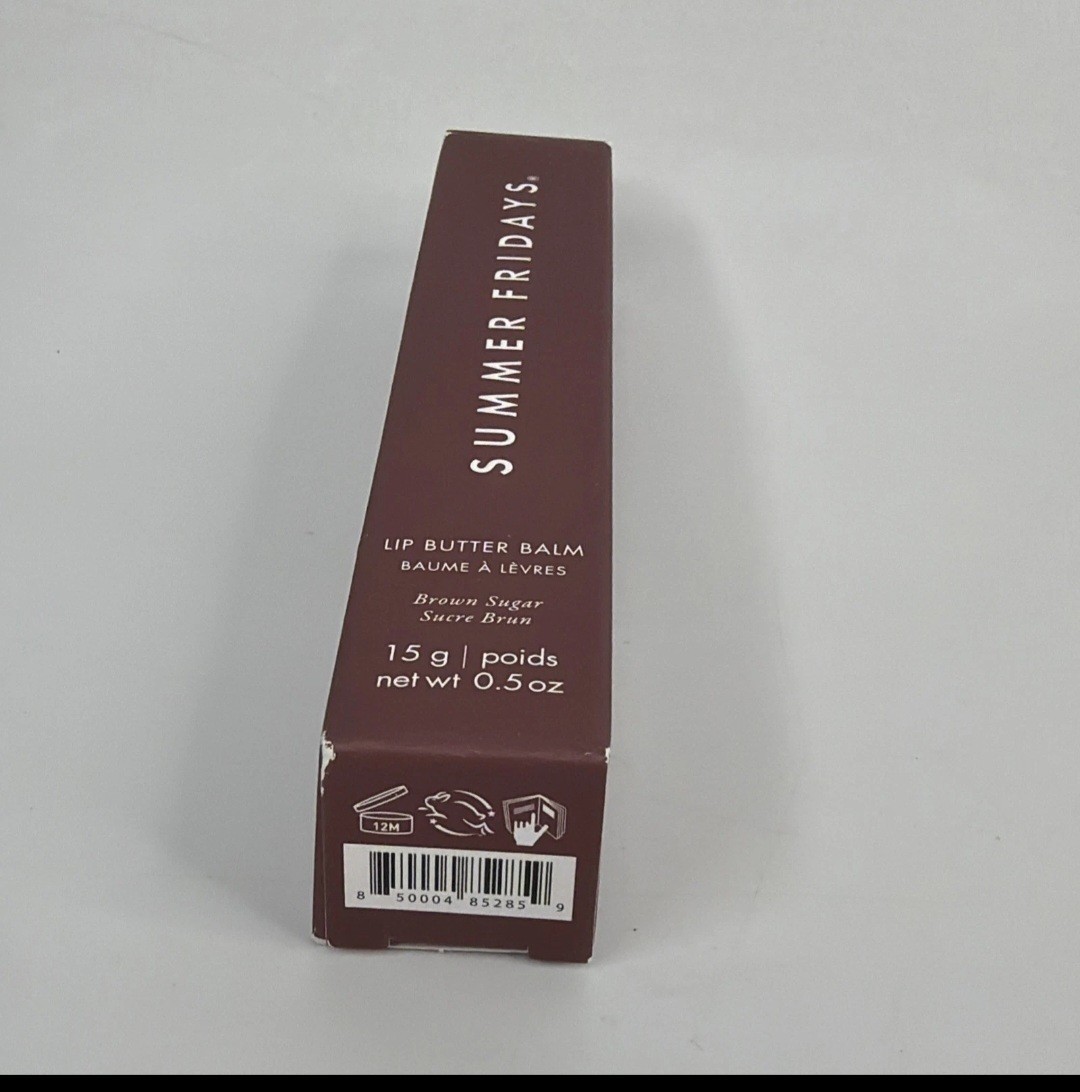 SUMMER FRIDAYS®
LIP BUTTER BALM
BAUME À LÈVRES
Brown Sugar
Sucre Brun
15 g | poids
net wt 0.5 oz
12M
8 50004 85285 9